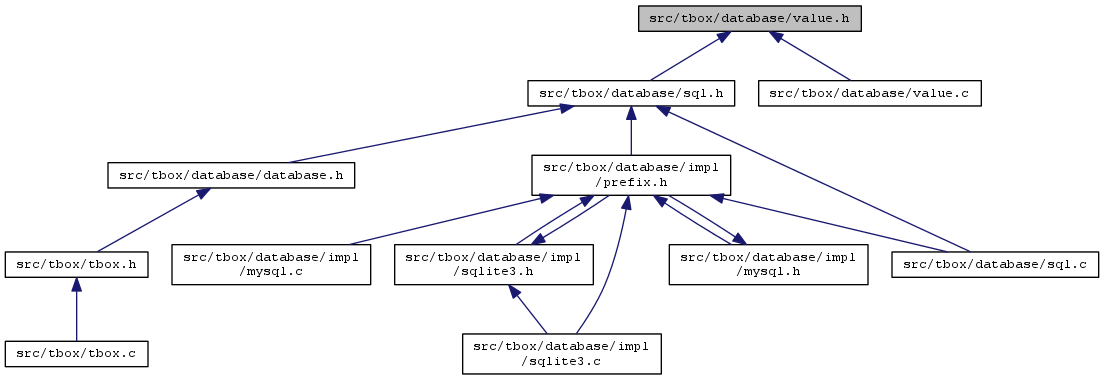 src/tbox/database/value.h
src/tbox/database/sql.h
src/tbox/database/value.c
src/tbox/database/database.h
src/tbox/database/impl
/prefix.h
src/tbox/tbox.h
src/tbox/database/impl
/mysql.c
src/tbox/database/impl
/sqlite3.h
src/tbox/database/impl
/mysql.h
src/tbox/database/sql.c
src/tbox/tbox.c
src/tbox/database/impl
/sqlite3.c